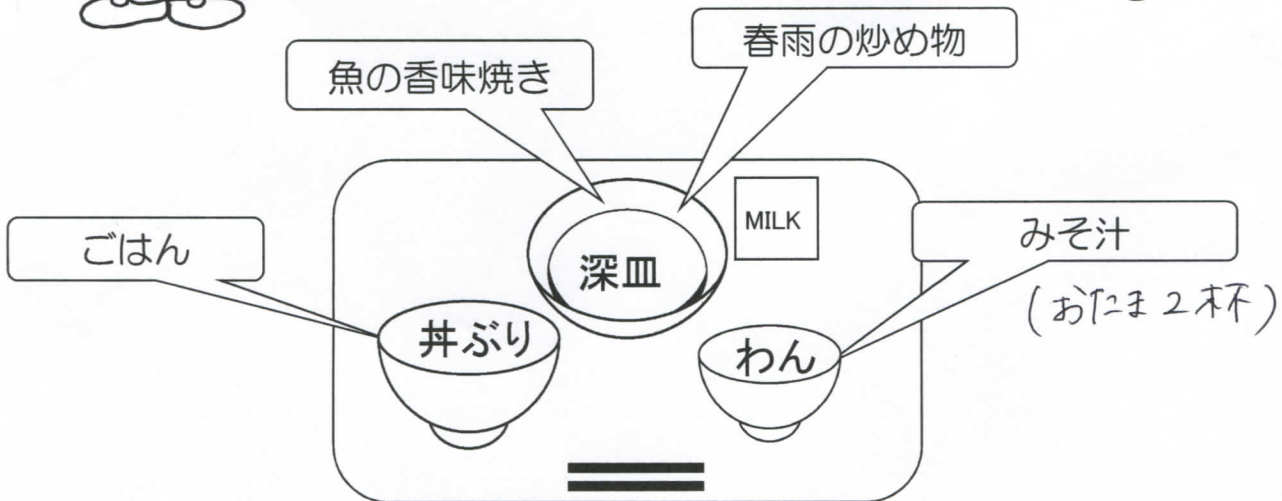 春雨の炒め物
魚の香味焼き
MILK
ごはん
みそ汁
深皿
(おたま2杯)
丼ぶり
わん